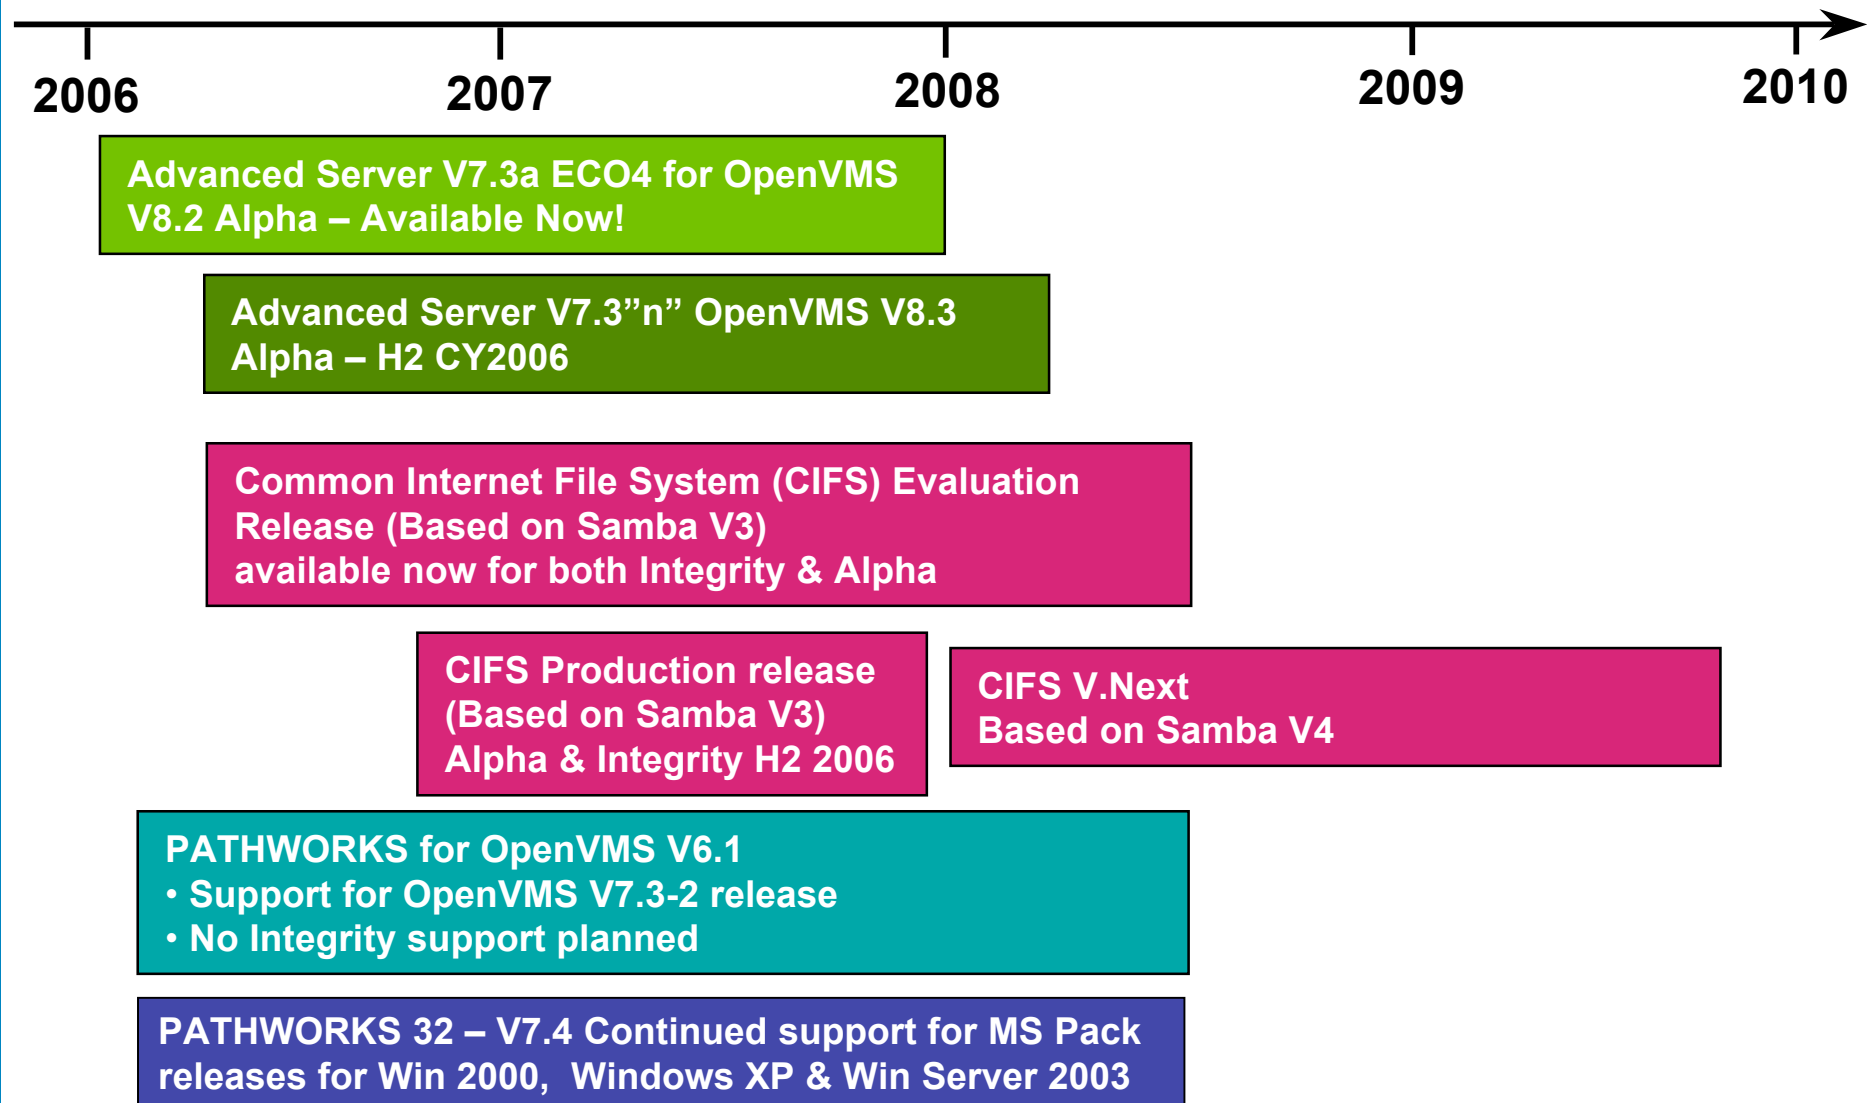 2006 2007 2008 2009 2010
Advanced Server V7.3a ECO4 for OpenVMS
V8.2 Alpha – Available Now!
Advanced Server V7.3”n” OpenVMS V8.3
Alpha – H2 CY2006
Common Internet File System (CIFS) Evaluation
Release (Based on Samba V3)
available now for both Integrity & Alpha
CIFS Production release
(Based on Samba V3)
Alpha & Integrity H2 2006
CIFS V.Next
Based on Samba V4
PATHWORKS for OpenVMS V6.1
• Support for OpenVMS V7.3-2 release
• No Integrity support planned
PATHWORKS 32 – V7.4 Continued support for MS Pack
releases for Win 2000, Windows XP & Win Server 2003